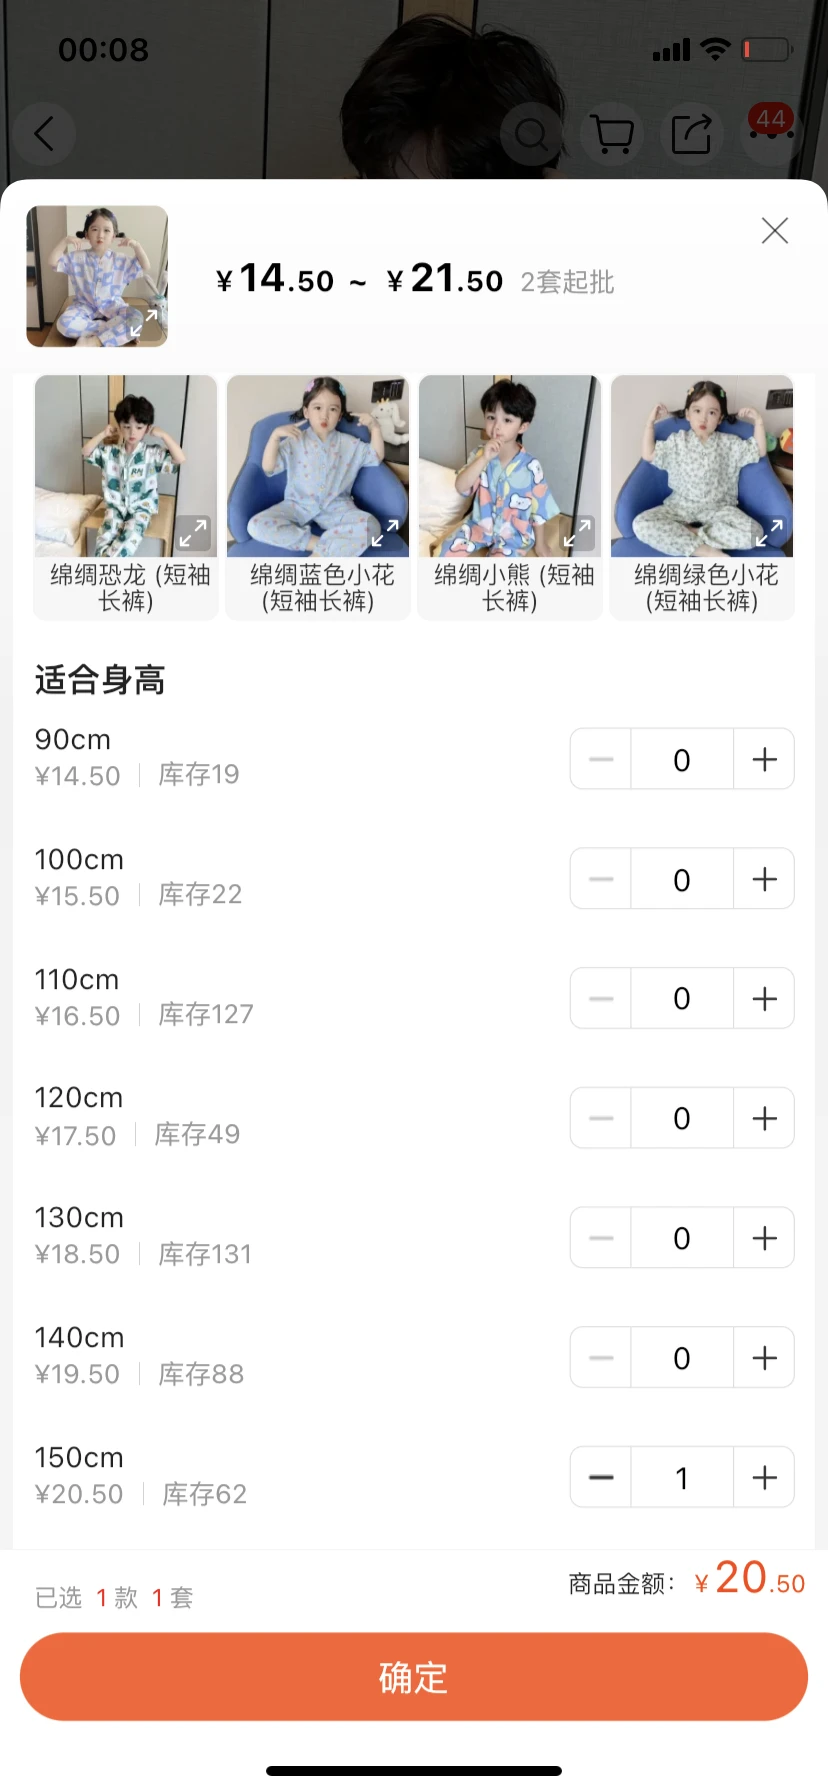 00:08
44
¥14.50 ~ ¥21.50 2套起批
绵绸恐龙 (短袖
长裤)
绵绸蓝色小花
(短袖长裤)
绵绸小熊 (短袖
长裤)
绵绸绿色小花
(短袖长裤)
适合身高
90cm
¥14.50 库存19
0
100cm
¥15.50 库存22
0
110cm
¥16.50 库存127
0
120cm
¥17.50 库存49
0
130cm
¥18.50 库存131
0
140cm
¥19.50 库存88
0
150cm
¥20.50 库存62
1
已选 1 款 1 套
商品金额: ¥20.50
确定